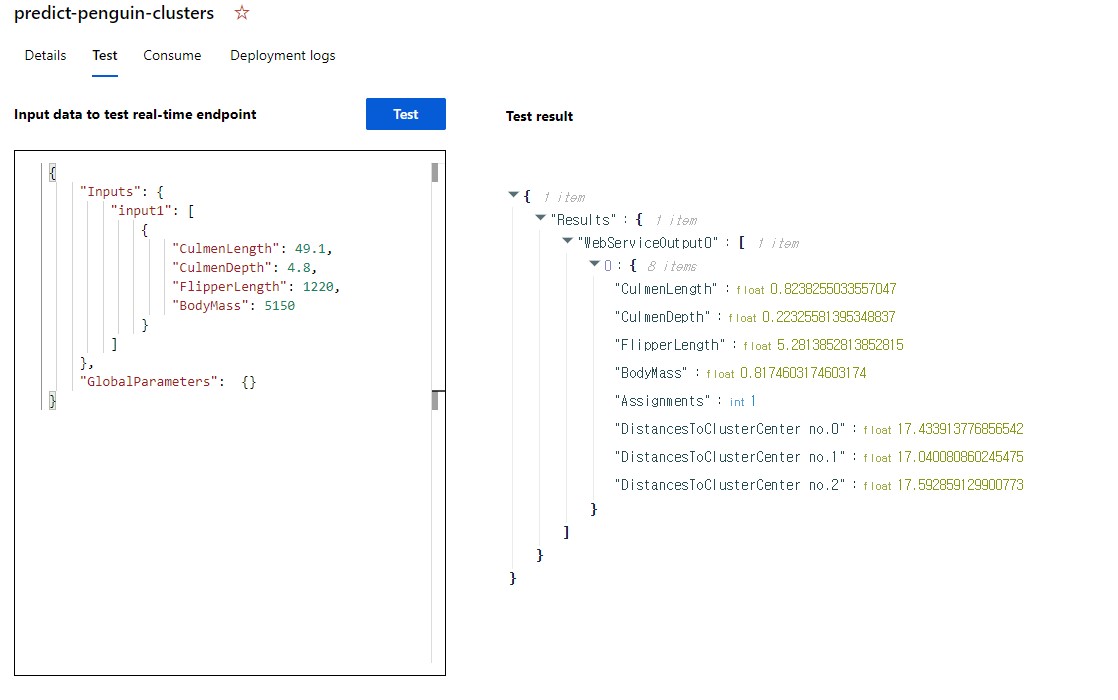 predict-penguin-clusters ☆
Details Test Consume Deployment logs
Input data to test real-time endpoint
Test
{
"Inputs": {
"input1": [
{
"CulmenLength": 49.1,
"CulmenDepth": 4.8,
"FlipperLength": 1220,
"BodyMass": 5150
}
]
},
"GlobalParameters":  {}
}
Test result
{ 1 item
"Results" : { 1 item
"WebServiceOutput0" : [ 1 item
0 : { 8 items
"CulmenLength" : float 0.8238255033557047
"CulmenDepth" : float 0.22325581395348837
"FlipperLength" : float 5.2813852813852815
"BodyMass" : float 0.8174603174603174
"Assignments" : int 1
"DistancesToClusterCenter no.0" : float 17.433913776856542
"DistancesToClusterCenter no.1" : float 17.040080860245475
"DistancesToClusterCenter no.2" : float 17.592859129900773
}
]
}
}